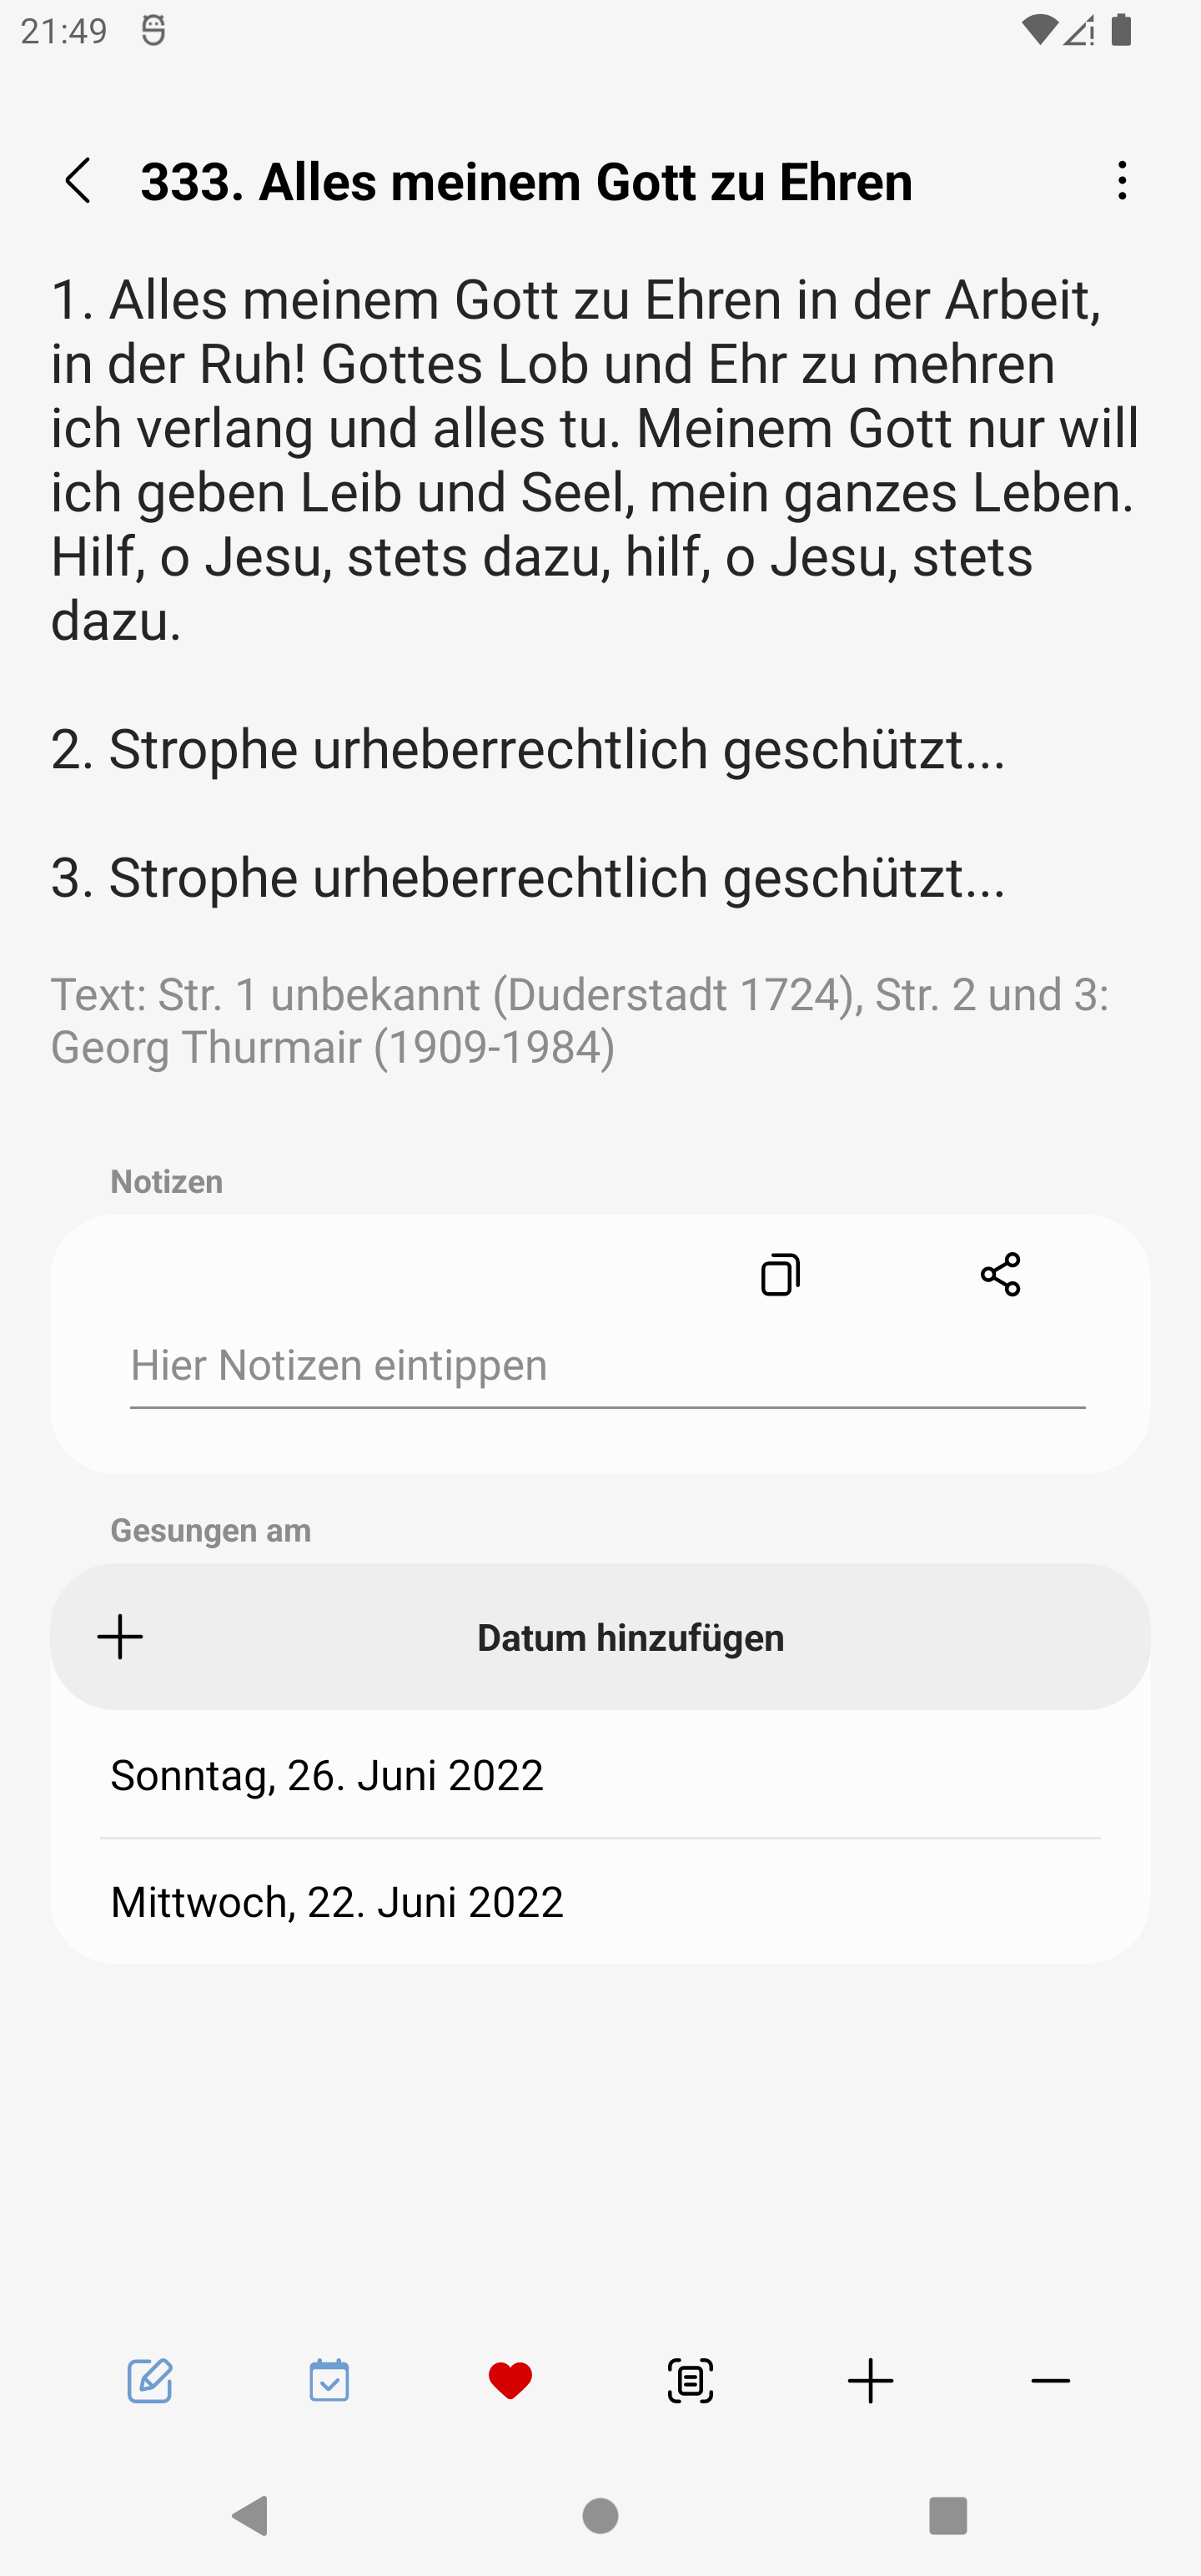 21:49
333. Alles meinem Gott zu Ehren
1. Alles meinem Gott zu Ehren in der Arbeit,
in der Ruh! Gottes Lob und Ehr zu mehren
ich verlang und alles tu. Meinem Gott nur will
ich geben Leib und Seel, mein ganzes Leben.
Hilf, o Jesu, stets dazu, hilf, o Jesu, stets
dazu.
2. Strophe urheberrechtlich geschützt...
3. Strophe urheberrechtlich geschützt...
Text: Str. 1 unbekannt (Duderstadt 1724), Str. 2 und 3:
Georg Thurmair (1909-1984)
Notizen
Hier Notizen eintippen
Gesungen am
Datum hinzufügen
Sonntag, 26. Juni 2022
Mittwoch, 22. Juni 2022